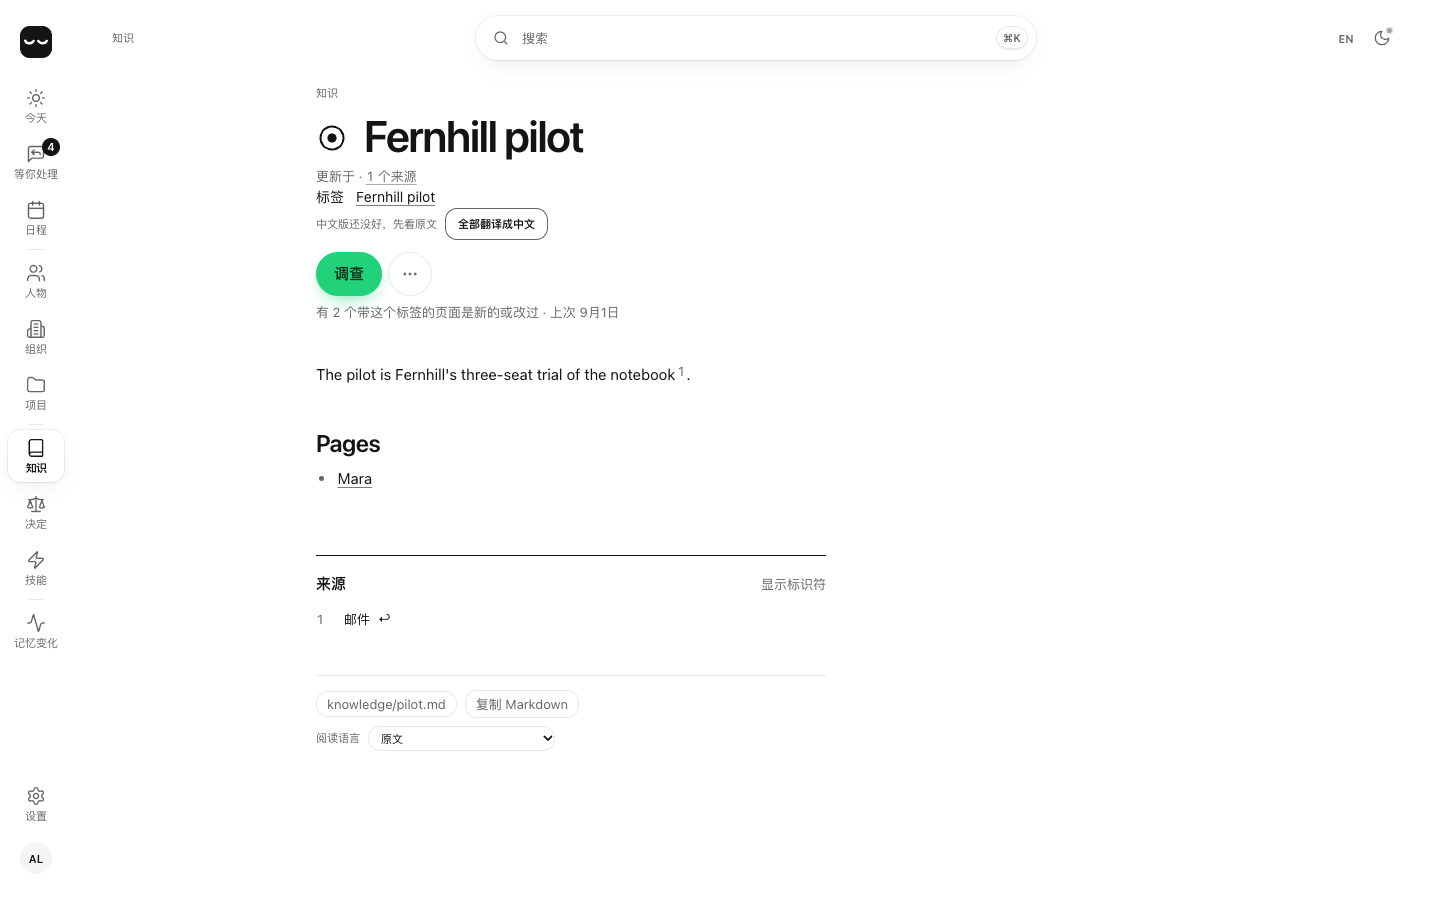 知识
搜索
⌘K
EN
今天
4
等你处理
日程
人物
组织
项目
知识
决定
技能
记忆变化
设置
AL
知识
Fernhill pilot
更新于 · 1 个来源
标签 Fernhill pilot
中文版还没好，先看原文 全部翻译成中文
调查
有 2 个带这个标签的页面是新的或改过 · 上次 9月1日
The pilot is Fernhill's three-seat trial of the notebook 1 .
Pages
• Mara
来源 显示标识符
1 邮件 ↩
knowledge/pilot.md 复制 Markdown
阅读语言 原文